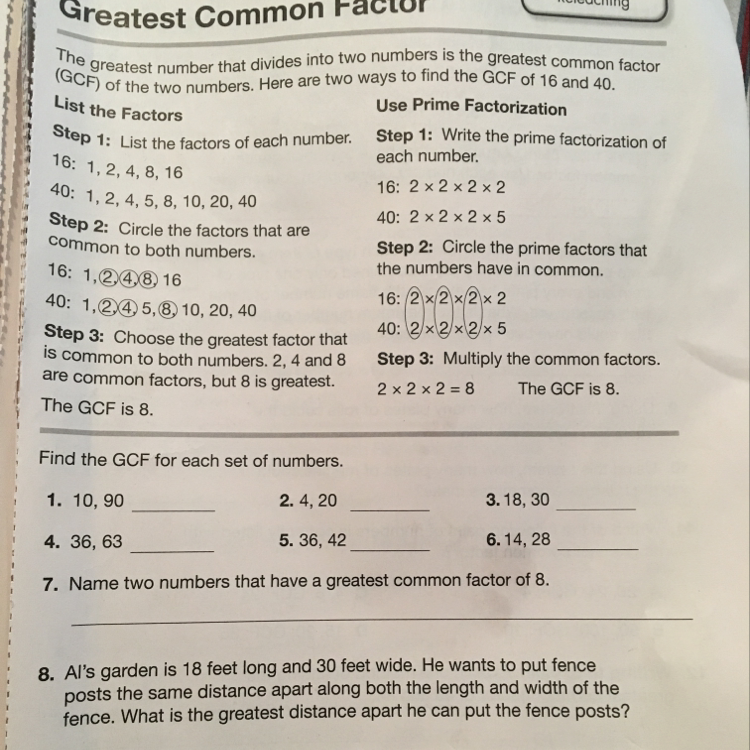 Greatest Common Factor
The greatest number that divides into two numbers is the greatest common factor
(GCF) of the two numbers. Here are two ways to find the GCF of 16 and 40.
List the Factors
Step 1: List the factors of each number.
16: 1, 2, 4, 8, 16
40: 1, 2, 4, 5, 8, 10, 20, 40
Step 2: Circle the factors that are
common to both numbers.
16: 1, 2, 4, 8, 16
40: 1, 2, 4, 5, 8, 10, 20, 40
Step 3: Choose the greatest factor that
is common to both numbers. 2, 4 and 8
are common factors, but 8 is greatest.
The GCF is 8.
Use Prime Factorization
Step 1: Write the prime factorization of
each number.
16: 2 × 2 × 2 × 2
40: 2 × 2 × 2 × 5
Step 2: Circle the prime factors that
the numbers have in common.
16: 2 × 2 × 2 × 2
40: 2 × 2 × 2 × 5
Step 3: Multiply the common factors.
2 × 2 × 2 = 8 The GCF is 8.
Find the GCF for each set of numbers.
1. 10, 90 2. 4, 20 3. 18, 30
4. 36, 63 5. 36, 42 6. 14, 28
7. Name two numbers that have a greatest common factor of 8.
8. Al's garden is 18 feet long and 30 feet wide. He wants to put fence
posts the same distance apart along both the length and width of the
fence. What is the greatest distance apart he can put the fence posts?